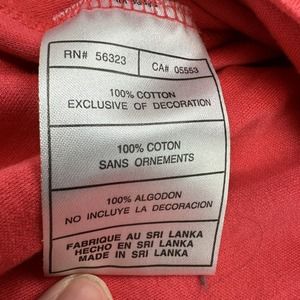 RN# 56323 CA# 05553
100% COTTON
EXCLUSIVE OF DECORATION
100% COTON
SANS ORNEMENTS
100% ALGODON
NO INCLUYE LA DECORACION
FABRIQUE AU SRI LANKA
HECHO EN SRI LANKA
MADE IN SRI LANKA